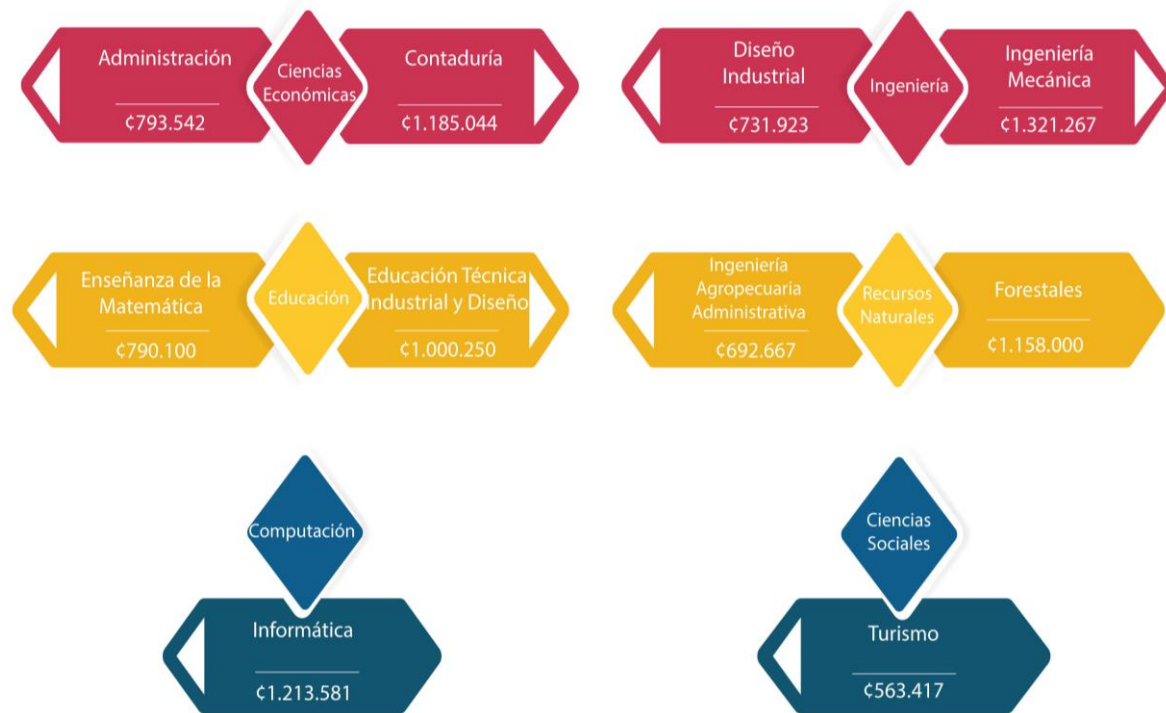 Administración
¢793.542
Ciencias
Económicas
Contaduría
¢1.185.044
Diseño
Industrial
¢731.923
Ingeniería
Ingeniería
Mecánica
¢1.321.267
Enseñanza de la
Matemática
¢790.100
Educación
Educación Técnica
Industrial y Diseño
¢1.000.250
Ingeniería
Agropecuaria
Administrativa
¢692.667
Recursos
Naturales
Forestales
¢1.158.000
Computación
Informática
¢1.213.581
Ciencias
Sociales
Turismo
¢563.417